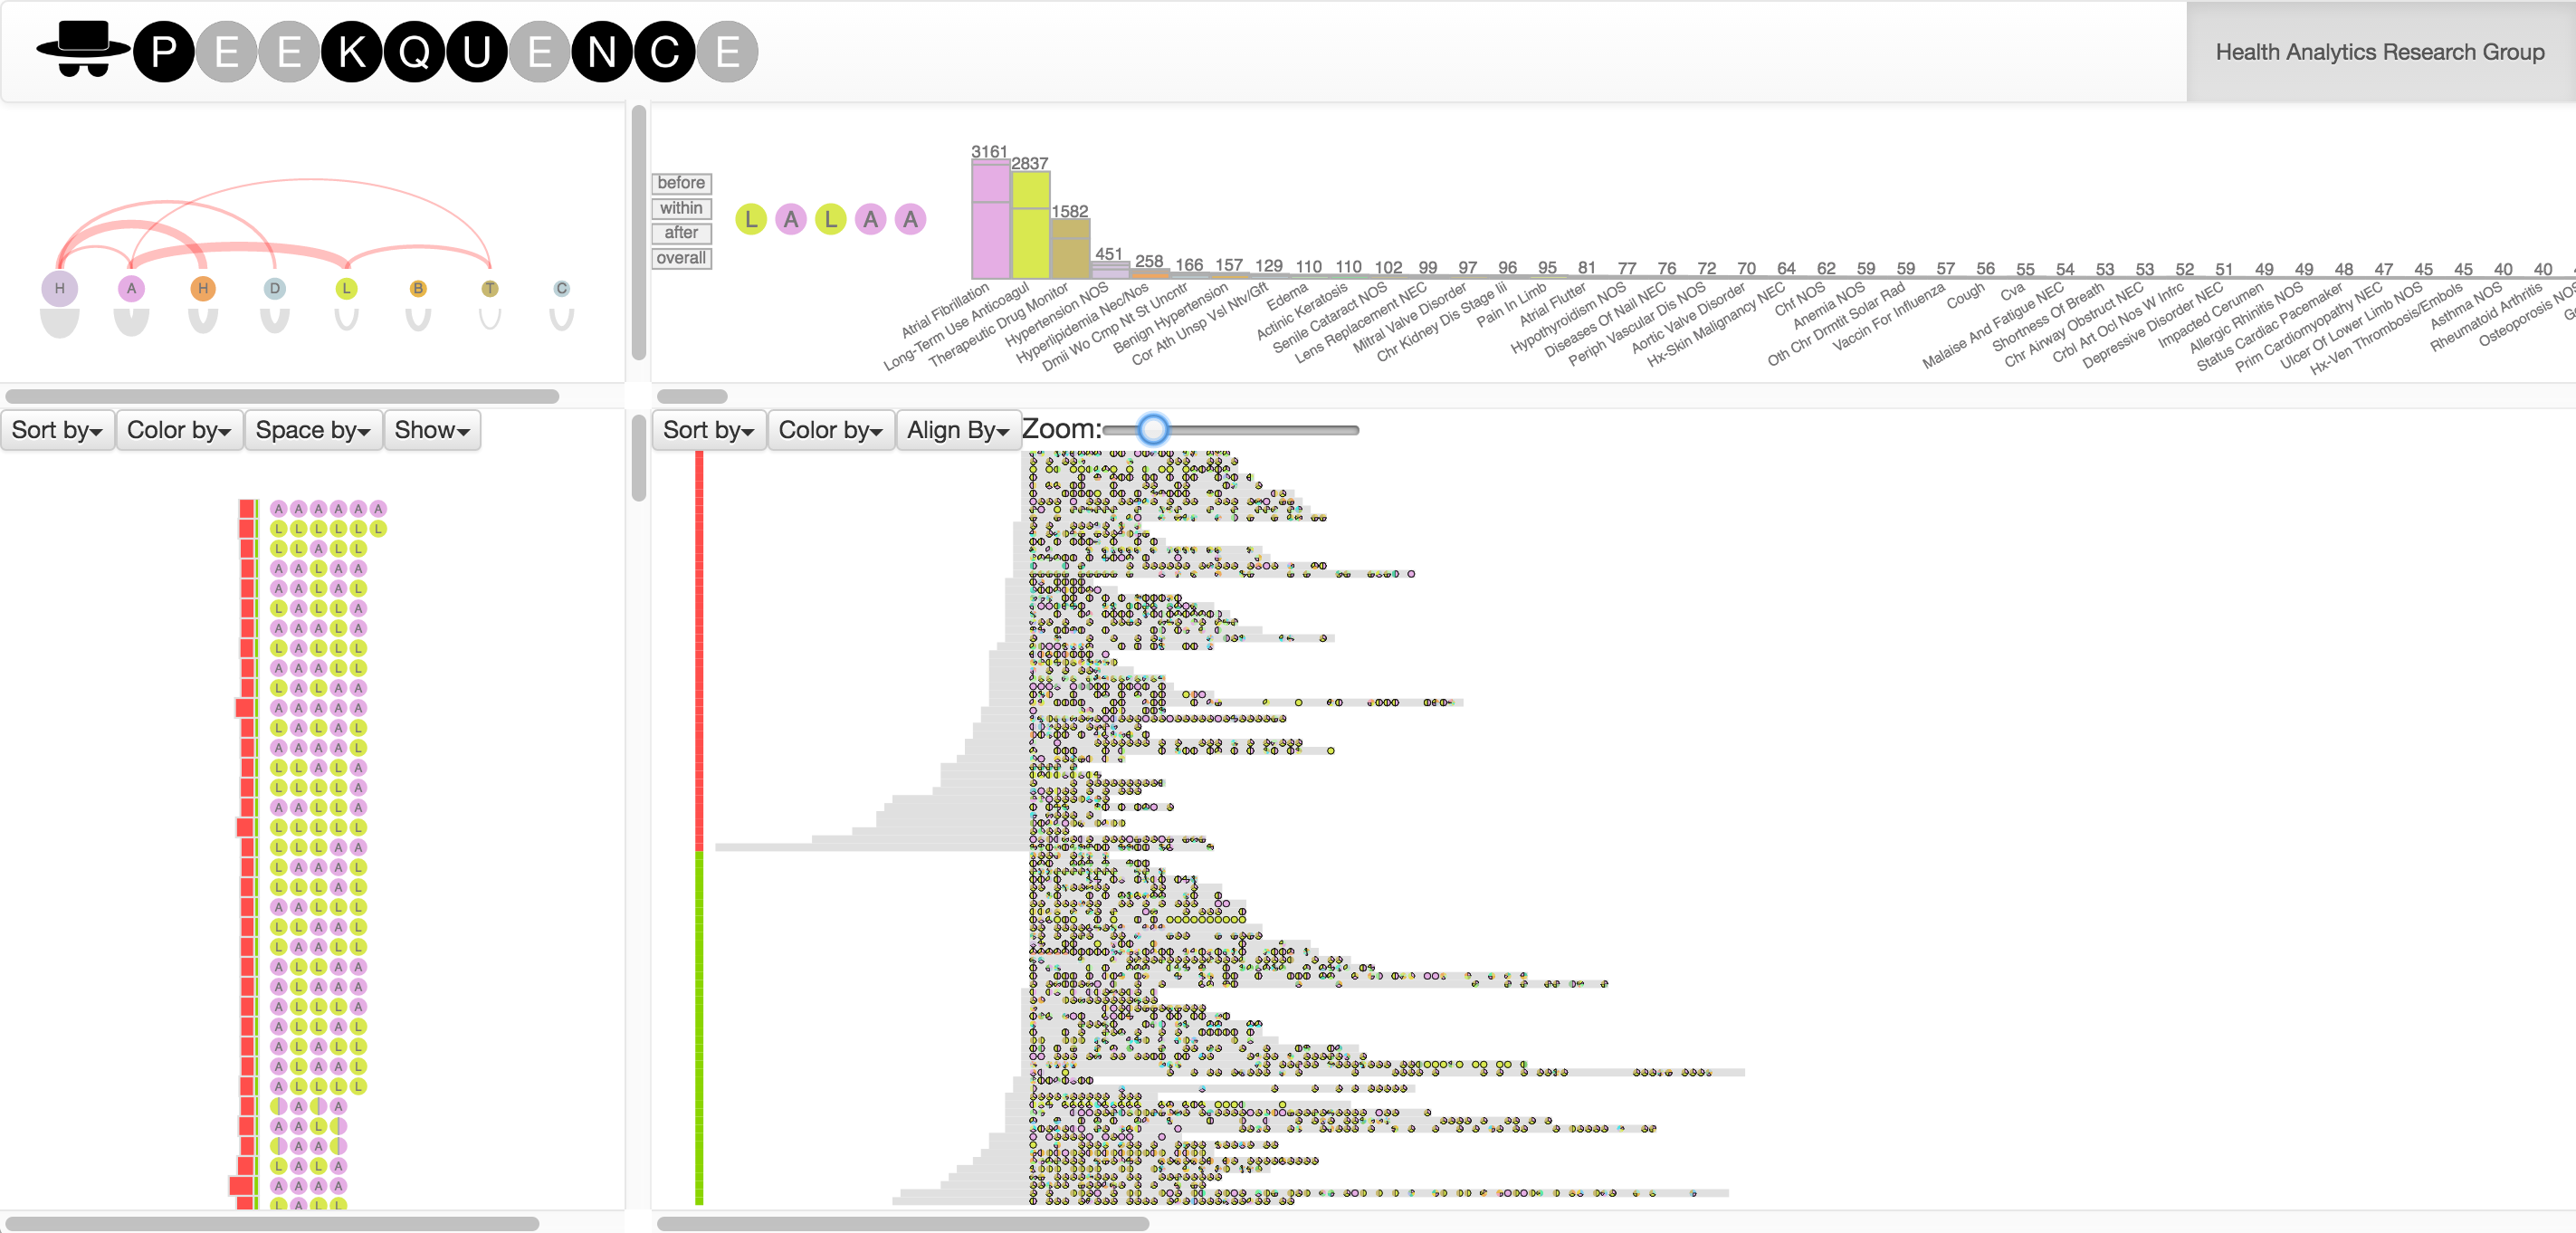 PEEKQUENCE
Health Analytics Research Group
H A H D L B T C
before
within
after
overall
L A L A A
3161 2837 1582 451 258 166 157 129 110 110 102 99 97 96 95 81 77 76 72 70 64 62 59 59 57 56 55 54 53 53 52 51 49 49 48 47 45 45 40 40
Atrial Fibrillation
Long-Term Use Anticoagul
Therapeutic Drug Monitor
Hypertension NOS
Hyperlipidemia Nec/Nos
Dmii Wo Cmp Nt St Uncntr
Benign Hypertension
Cor Ath Unsp Vsl Ntv/Gft
Edema
Actinic Keratosis
Senile Cataract NOS
Lens Replacement NEC
Mitral Valve Disorder
Chr Kidney Dis Stage Iii
Pain In Limb
Atrial Flutter
Hypothyroidism NOS
Diseases Of Nail NEC
Periph Vascular Dis NOS
Aortic Valve Disorder
Hx-Skin Malignancy NEC
Chf NOS
Anemia NOS
Oth Chr Drmtit Solar Rad
Vaccin For Influenza
Cough
Cva
Malaise And Fatigue NEC
Shortness Of Breath
Chr Airway Obstruct NEC
Crbl Art Ocl Nos W Infrc
Depressive Disorder NEC
Impacted Cerumen
Allergic Rhinitis NOS
Status Cardiac Pacemaker
Prim Cardiomyopathy NEC
Ulcer Of Lower Limb NOS
Hx-Ven Thrombosis/Embols
Asthma NOS
Rheumatoid Arthritis
Osteoporosis NOS
Sort by Color by Space by Show
Sort by Color by Align By Zoom:
A A A A A A
L L L L L L
L L A L L
A A L A A
A A L A L
L A L L A
A A A L A
L A L L L
A A A L L
L A L A A
A A A A A
L A L A L
A A A A L
L L A L A
L L L L A
A A L L A
L L L L L
L L L A A
L A A A L
L L L A L
A A L L L
L L A A L
L A A L L
A L L A A
A L A A A
A L L L A
A L L A L
A L A L L
A L A A L
A L L L L
A A
A A L
A A
L A L A
A A A A
L A L L